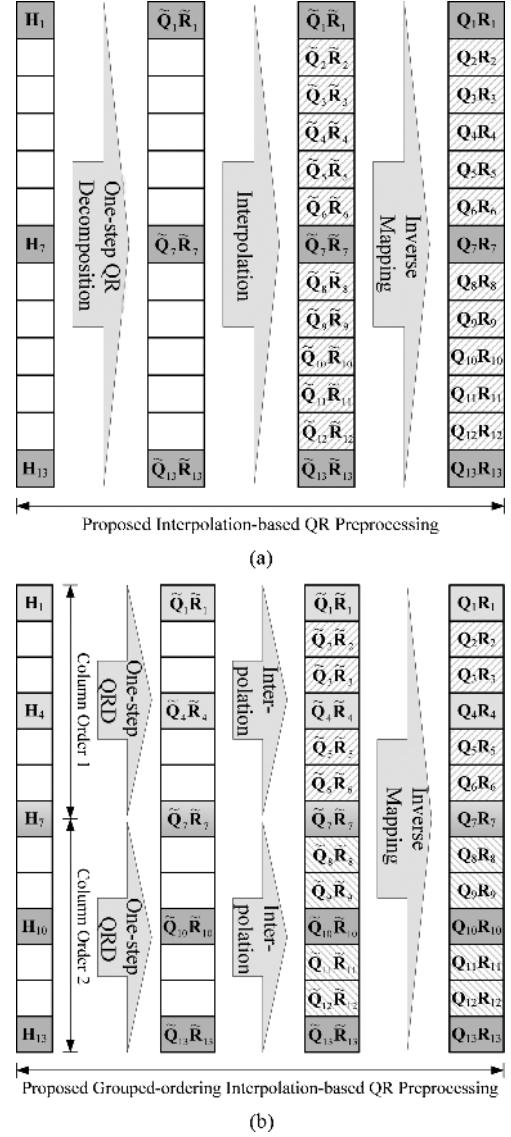 H₁ Q̃₁R̃₁ Q̃₁R̃₁ Q₁R₁
Q̃₂R̃₂ Q₂R₂
Q̃₃R̃₃ Q₃R₃
Q̃₄R̃₄ Q₄R₄
Q̃₅R̃₅ Q₅R₅
Q̃₆R̃₆ Q₆R₆
H₇ Q̃₇R̃₇ Q̃₇R̃₇ Q₇R₇
Q̃₈R̃₈ Q₈R₈
Q̃₉R̃₉ Q₉R₉
Q̃₁₀R̃₁₀ Q₁₀R₁₀
Q̃₁₁R̃₁₁ Q₁₁R₁₁
Q̃₁₂R̃₁₂ Q₁₂R₁₂
H₁₃ Q̃₁₃R̃₁₃ Q̃₁₃R̃₁₃ Q₁₃R₁₃
One-step QR
Decomposition
Interpolation
Inverse
Mapping
Proposed Interpolation-based QR Preprocessing
(a)
H₁ Q̃₁R̃₁ Q̃₁R̃₁ Q₁R₁
Q̃₂R̃₂ Q₂R₂
Q̃₃R̃₃ Q₃R₃
H₄ Q̃₄R̃₄ Q̃₄R̃₄ Q₄R₄
Q̃₅R̃₅ Q₅R₅
Q̃₆R̃₆ Q₆R₆
H₇ Q̃₇R̃₇ Q̃₇R̃₇ Q₇R₇
Q̃₈R̃₈ Q₈R₈
Q̃₉R̃₉ Q₉R₉
H₁₀ Q̃₁₀R̃₁₀ Q̃₁₀R̃₁₀ Q₁₀R₁₀
Q̃₁₁R̃₁₁ Q₁₁R₁₁
Q̃₁₂R̃₁₂ Q₁₂R₁₂
H₁₃ Q̃₁₃R̃₁₃ Q̃₁₃R̃₁₃ Q₁₃R₁₃
Column Order 1
One-step
QRD
Inter-
polation
Column Order 2
One-step
QRD
Inter-
polation
Inverse
Mapping
Proposed Grouped-ordering Interpolation-based QR Preprocessing
(b)